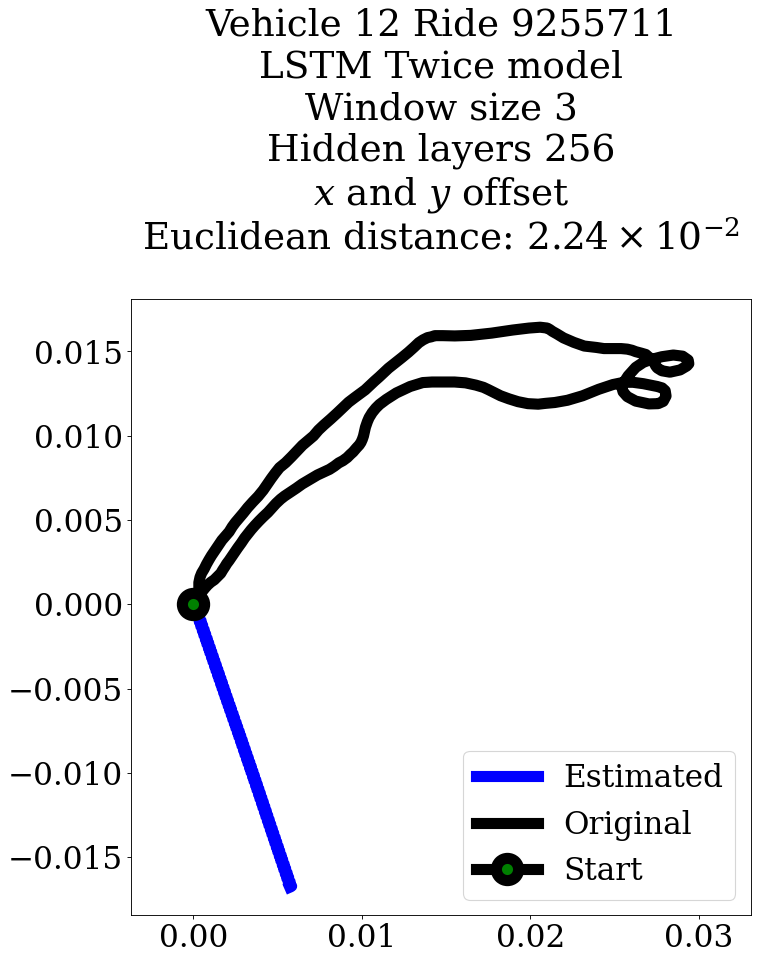 Vehicle 12 Ride 9255711
LSTM Twice model
Window size 3
Hidden layers 256
x and y offset
Euclidean distance: 2.24 × 10⁻²
0.015
0.010
0.005
0.000
−0.005
−0.010
−0.015
Estimated
Original
Start
0.00 0.01 0.02 0.03